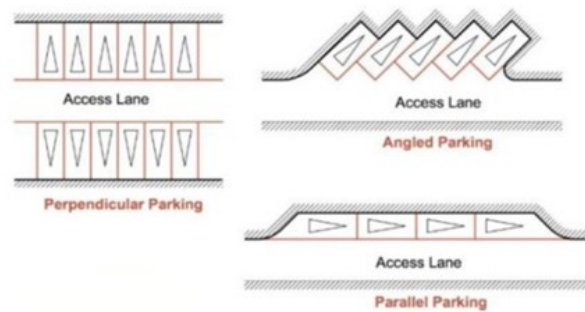 Access Lane
Perpendicular Parking
Access Lane
Angled Parking
Access Lane
Parallel Parking